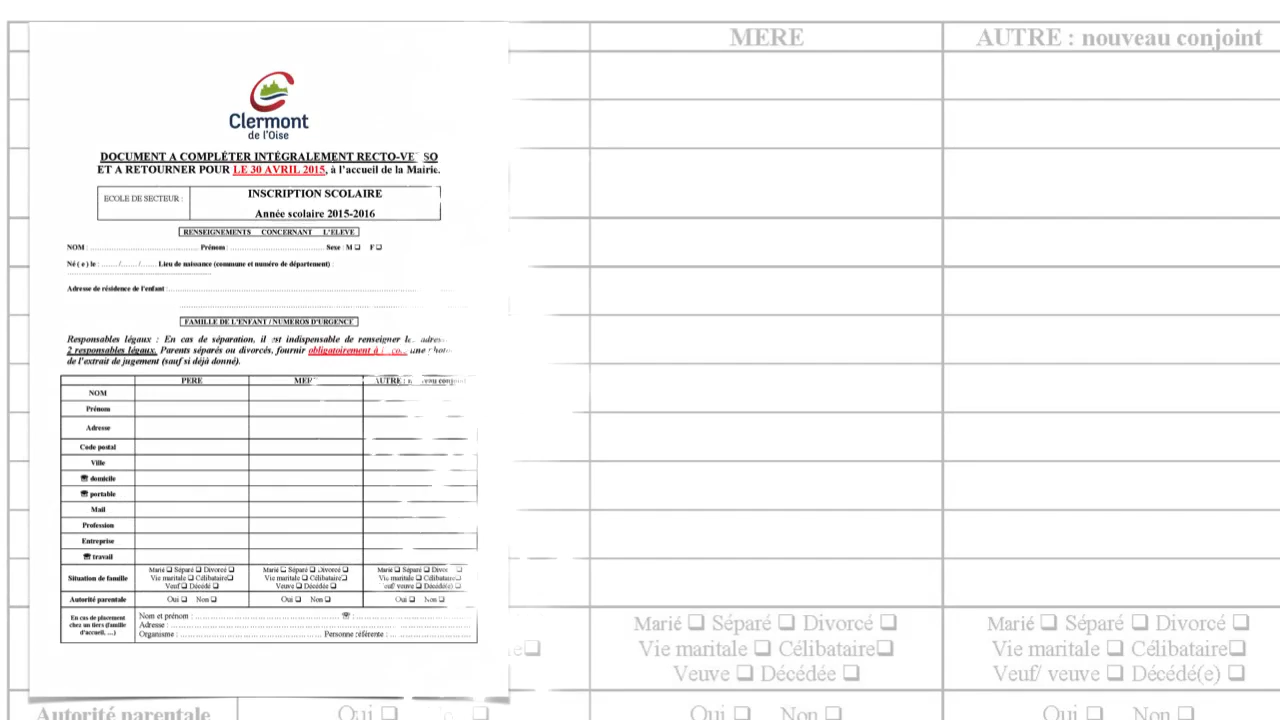 Clermont
de l'Oise
DOCUMENT A COMPLÉTER INTÉGRALEMENT RECTO-VE SO
ET A RETOURNER POUR LE 30 AVRIL 2015, à l'accueil de la Mairie.
ECOLE DE SECTEUR :
INSCRIPTION SCOLAIRE
Année scolaire 2015-2016
RENSEIGNEMENTS CONCERNANT L'ELEVE
NOM : Prénom : Sexe : M ❑ F ❑
Né ( e ) le : ....../....../...... Lieu de naissance (commune et numéro de département) :
Adresse de résidence de l'enfant :
FAMILLE DE L'ENFANT / NUMEROS D'URGENCE
Responsables légaux : En cas de séparation, il est indispensable de renseigner
2 responsables légaux. Parents séparés ou divorcés, fournir obligatoirement une
de l'extrait de jugement (sauf si déjà donné).
PERE MER AUTRE : conjoint
NOM
Prénom
Adresse
Code postal
Ville
☎ domicile
☎ portable
Mail
Profession
Entreprise
☎ travail
Situation de famille
Marié ❑ Séparé ❑ Divorcé ❑
Vie maritale ❑ Célibataire❑
Veuf ❑ Décédé ❑
Marié ❑ Séparé ❑ Divorcé ❑
Vie maritale ❑ Célibataire❑
Veuve ❑ Décédée ❑
Marié ❑ Séparé ❑ Divorcé ❑
Vie maritale ❑ Célibataire❑
Veuf/ veuve ❑ Décédé(e) ❑
Autorité parentale
Oui ❑ Non ❑
Oui ❑ Non ❑
Oui ❑ Non ❑
En cas de placement
chez un tiers (famille
d'accueil, ...)
Nom et prénom : ☎ :
Adresse :
Organisme : Personne référente :
MERE
AUTRE : nouveau conjoint
Marié ❑ Séparé ❑ Divorcé ❑
Vie maritale ❑ Célibataire❑
Veuve ❑ Décédée ❑
Marié ❑ Séparé ❑ Divorcé ❑
Vie maritale ❑ Célibataire❑
Veuf/ veuve ❑ Décédé(e) ❑
Autorité parentale
Oui ❑
Oui ❑ Non ❑
Oui ❑ Non ❑